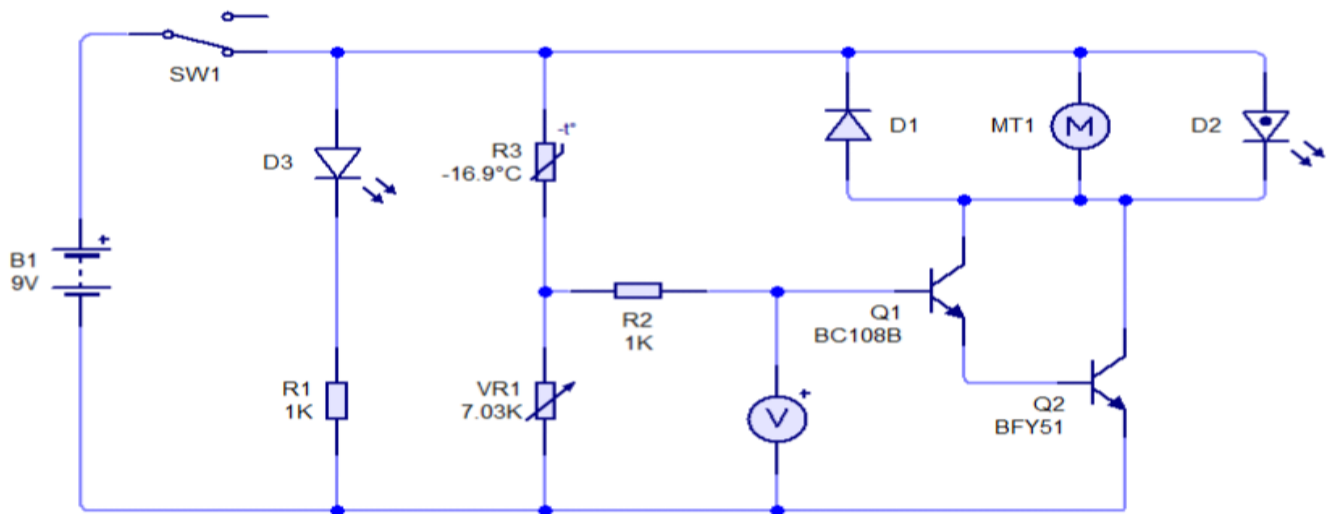 SW1
B1
9V
+
D3
R1
1K
-t°
R3
-16.9°C
VR1
7.03K
R2
1K
+
V
D1
MT1
M
D2
Q1
BC108B
Q2
BFY51